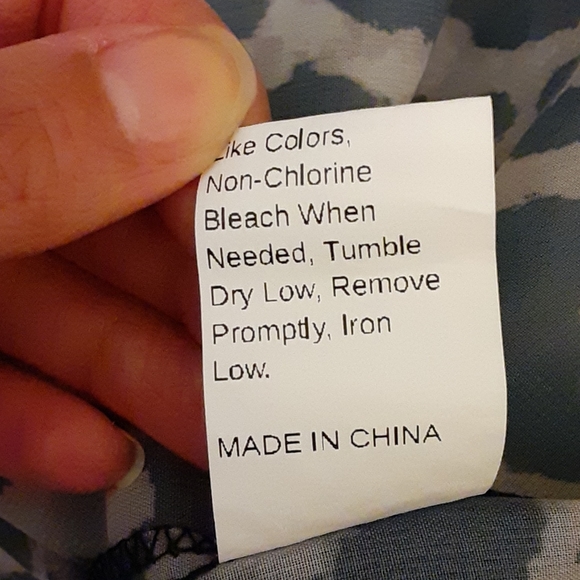 Like Colors,
Non-Chlorine
Bleach When
Needed, Tumble
Dry Low, Remove
Promptly, Iron
Low.
MADE IN CHINA